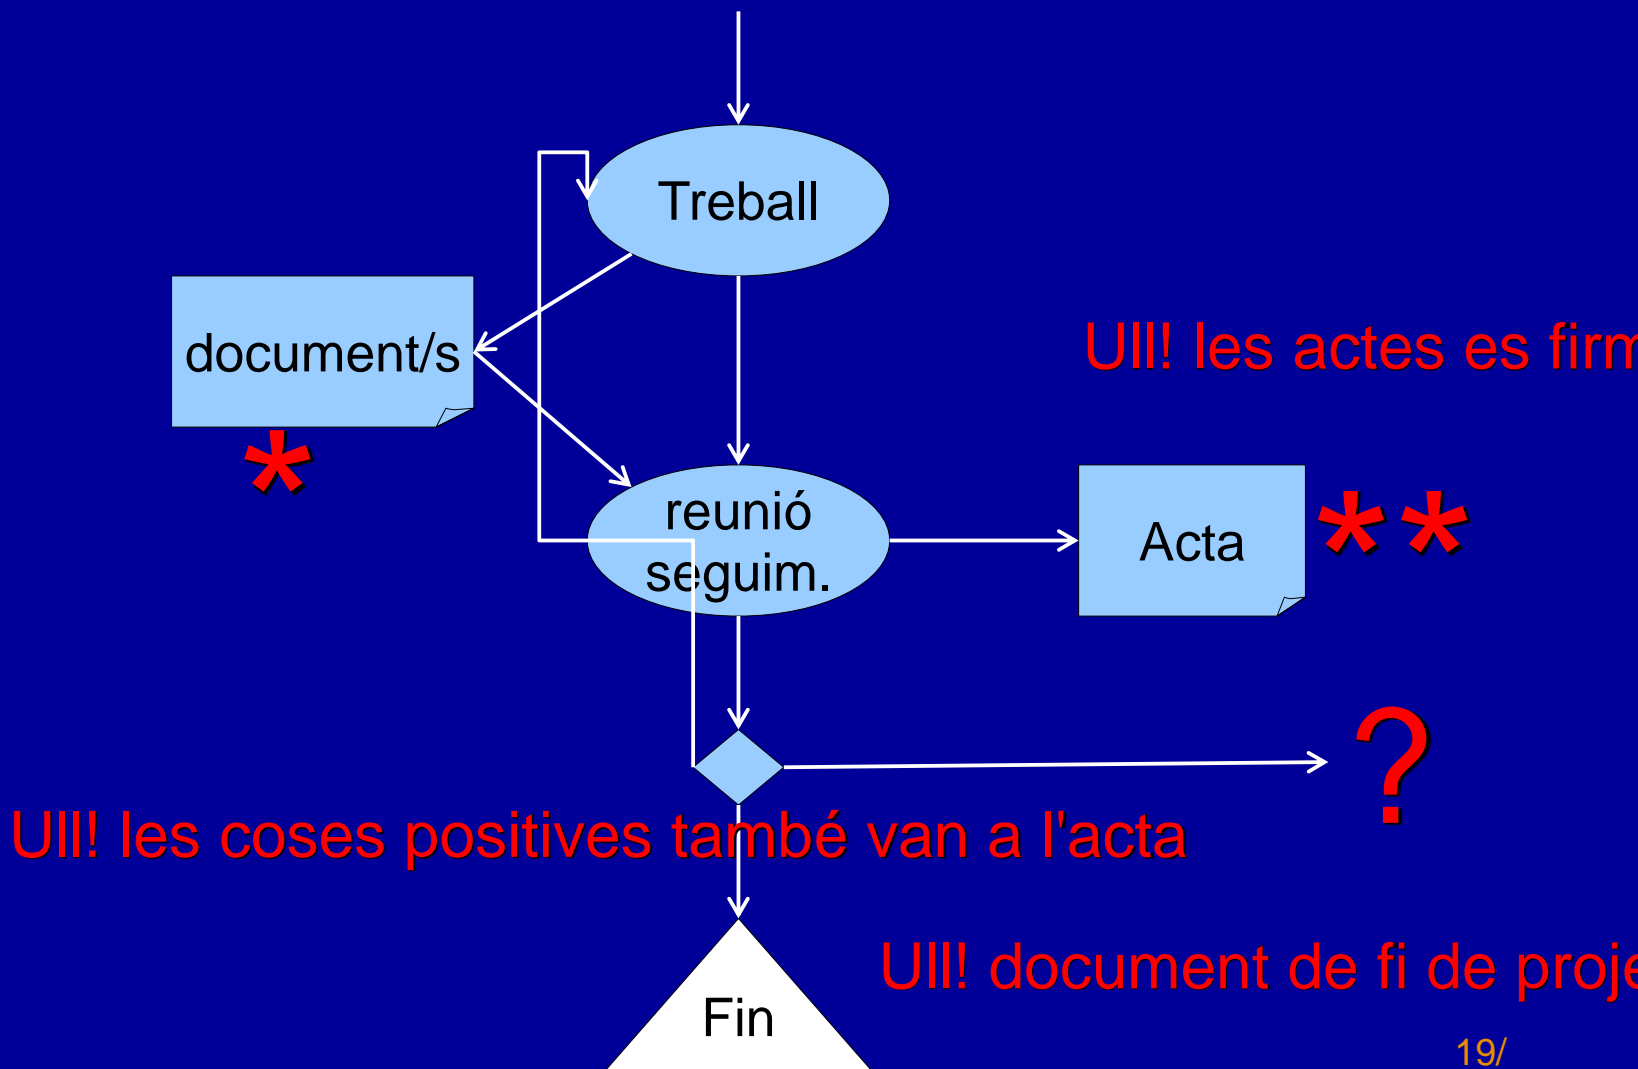 Treball
document/s
Ull! les actes es firm
*
reunió
seguim.
Acta
**
?
Ull! les coses positives també van a l'acta
Ull! document de fi de proje
Fin
19/